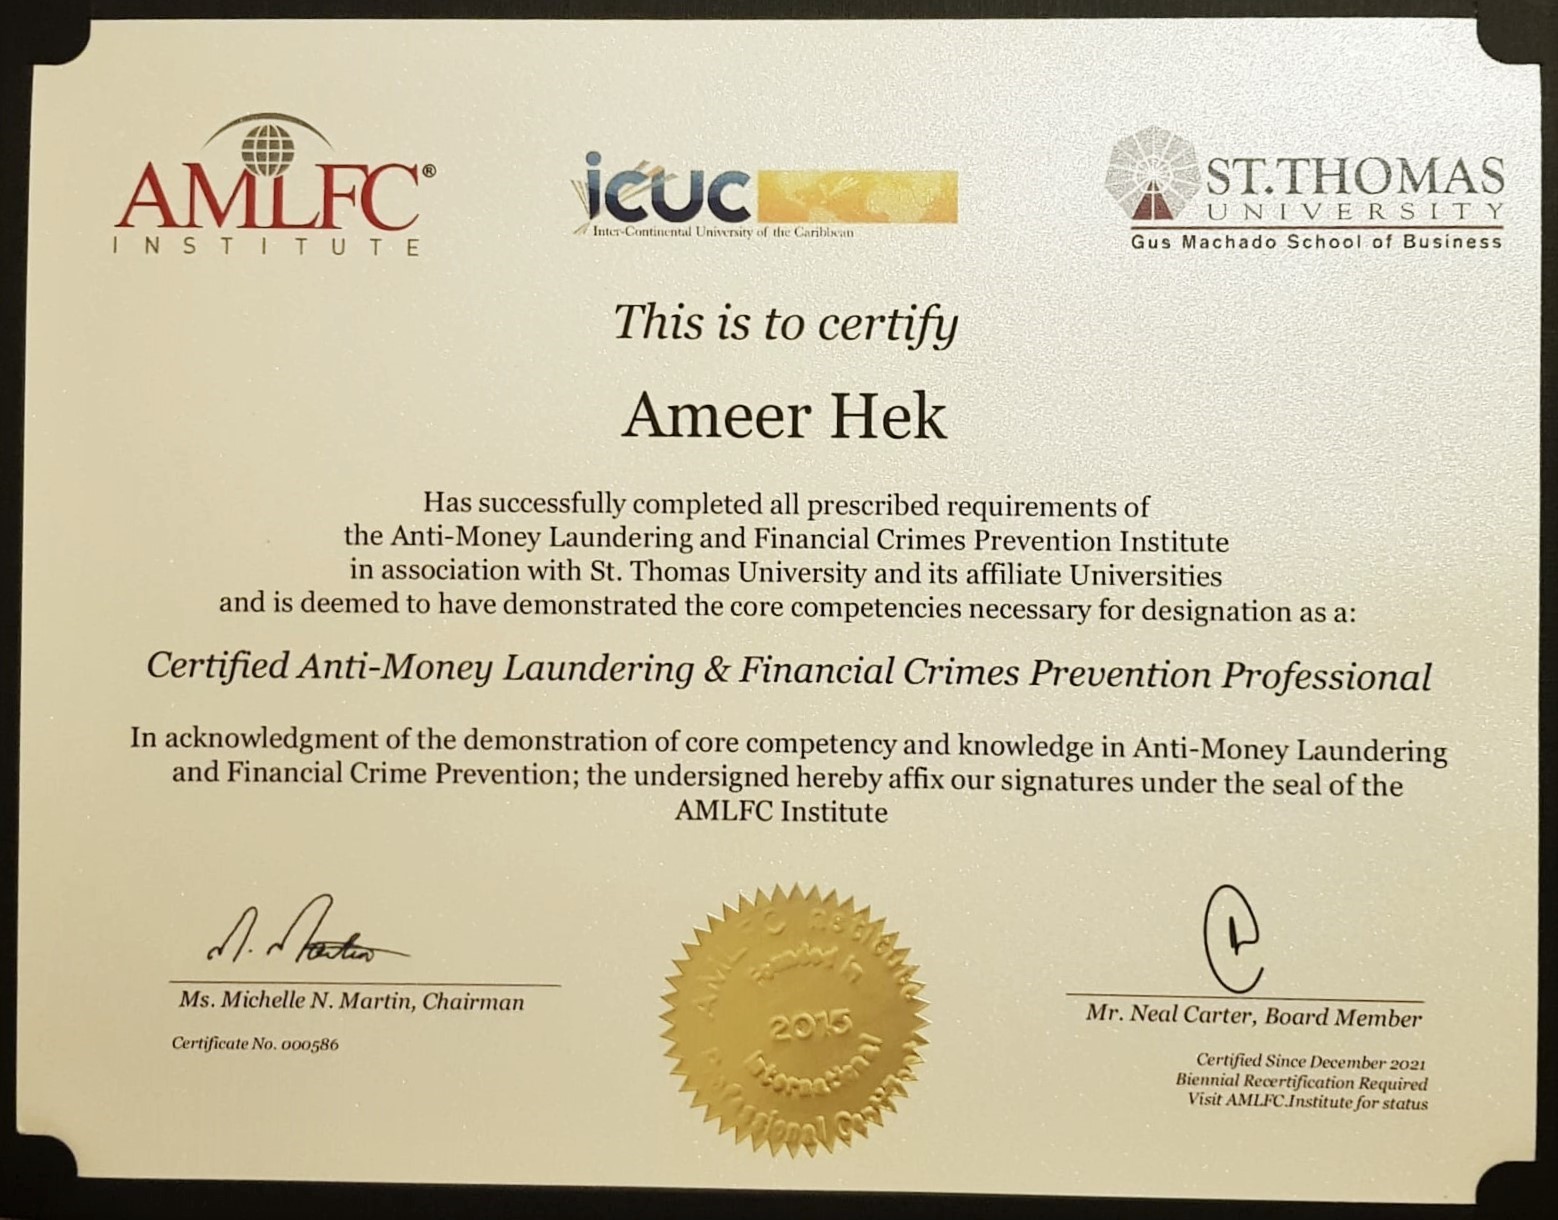 AMLFC®
INSTITUTE
icuc
Inter-Continental University of the Caribbean
ST. THOMAS
UNIVERSITY
Gus Machado School of Business
This is to certify
Ameer Hek
Has successfully completed all prescribed requirements of
the Anti-Money Laundering and Financial Crimes Prevention Institute
in association with St. Thomas University and its affiliate Universities
and is deemed to have demonstrated the core competencies necessary for designation as a:
Certified Anti-Money Laundering & Financial Crimes Prevention Professional
In acknowledgment of the demonstration of core competency and knowledge in Anti-Money Laundering
and Financial Crime Prevention; the undersigned hereby affix our signatures under the seal of the
AMLFC Institute
M. Martin
Ms. Michelle N. Martin, Chairman
Certificate No. 000586
AMLFC Institute
Founded in
2015
International
Mr. Neal Carter, Board Member
Certified Since December 2021
Biennial Recertification Required
Visit AMLFC.Institute for status